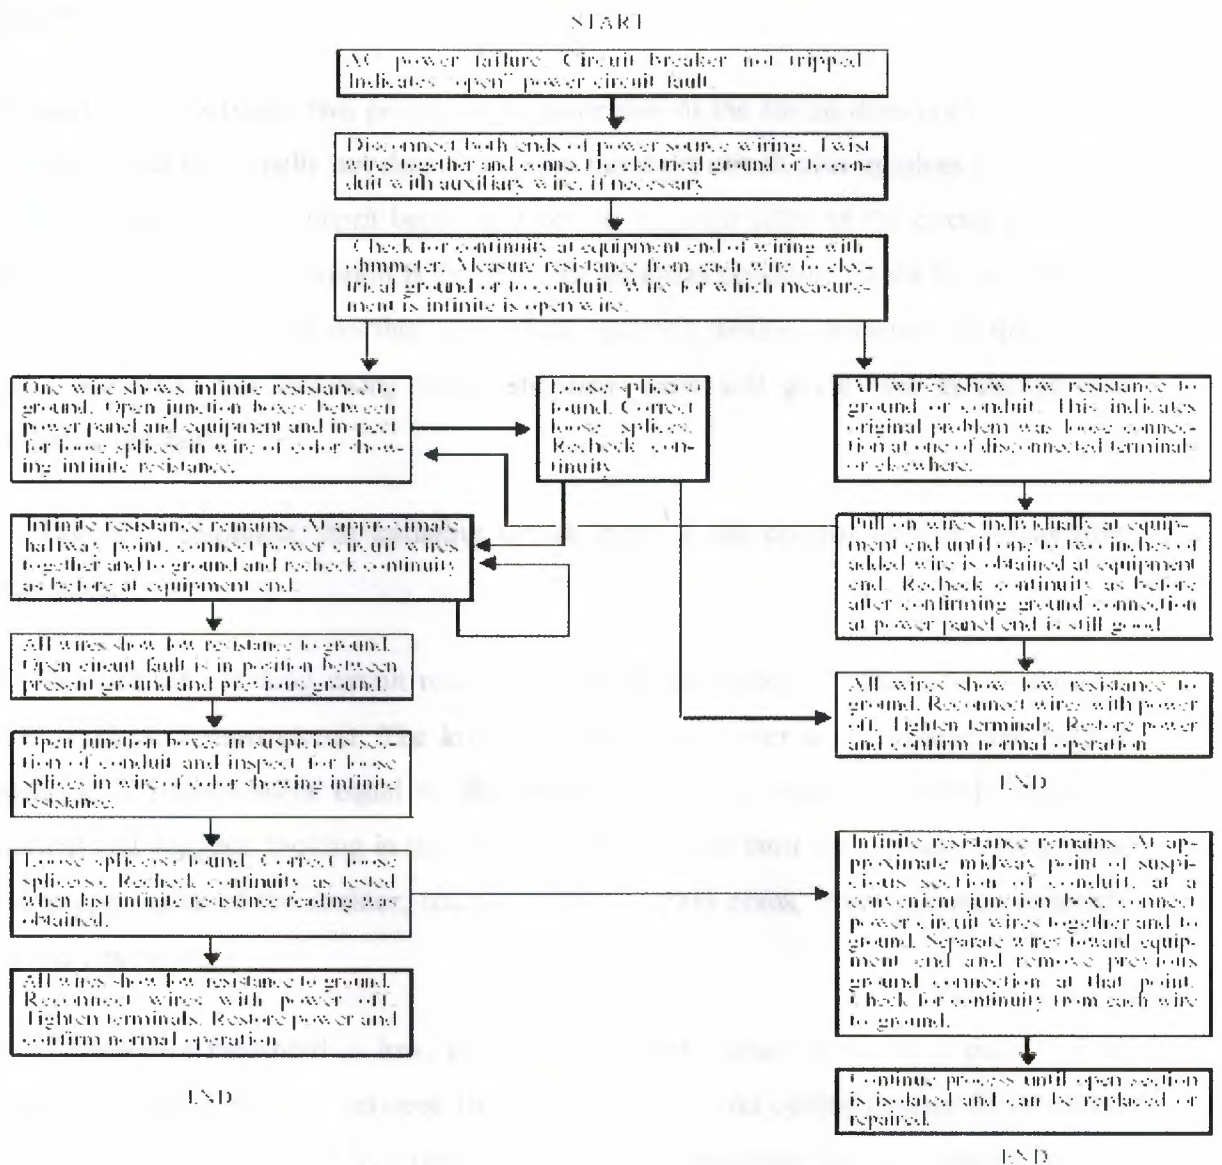 START
AC power failure. Circuit breaker not tripped
Indicates "open" power circuit fault.
Disconnect both ends of power source wiring. Twist
wires together and connect to electrical ground or con-
duit with auxiliary wire, if necessary
Check for continuity at equipment end of wiring with
ohmmeter. Measure resistance from each wire to elec-
trical ground or to conduit. Wire for which measure-
ment is infinite is open wire.
One wire shows infinite resistance to
ground. Open junction boxes between
power panel and equipment and inspect
for loose splices in wire of color show-
ing infinite resistance.
Loose splices
found. Correct
loose splices.
Recheck con-
tinuity
All wires show low resistance to
ground or conduit. This indicates
original problem was loose connec-
tion at one of disconnected terminals
or elsewhere.
Infinite resistance remains. At approximate
halfway point, connect power circuit wires
together and to ground and recheck continuity
as before at equipment end.
Pull on wires individually at equip-
ment end until one to two inches of
added wire is obtained at equipment
end. Recheck continuity as before
after confirming ground connection
at power panel end is still good.
All wires show low resistance to ground.
Open circuit fault is in position between
present ground and previous ground.
All wires show low resistance to
ground. Reconnect wires with power
off. Tighten terminals. Restore power
and confirm normal operation
END
Open junction boxes in suspicious sec-
tion of conduit and inspect for loose
splices in wire of color showing infinite
resistance.
Loose splices found. Correct loose
splice(s). Recheck continuity as tested
when last infinite resistance reading was
obtained.
Infinite resistance remains. At ap-
proximate midway point of suspi-
cious section of conduit, at a
convenient junction box, connect
power circuit wires together and to
ground. Separate wires toward equip-
ment end and remove previous
ground connection at that point.
Check for continuity from each wire
to ground.
All wires show low resistance to ground.
Reconnect wires with power off.
Tighten terminals. Restore power and
confirm normal operation
END
Continue process until open section
is isolated and can be replaced or
repaired.
END